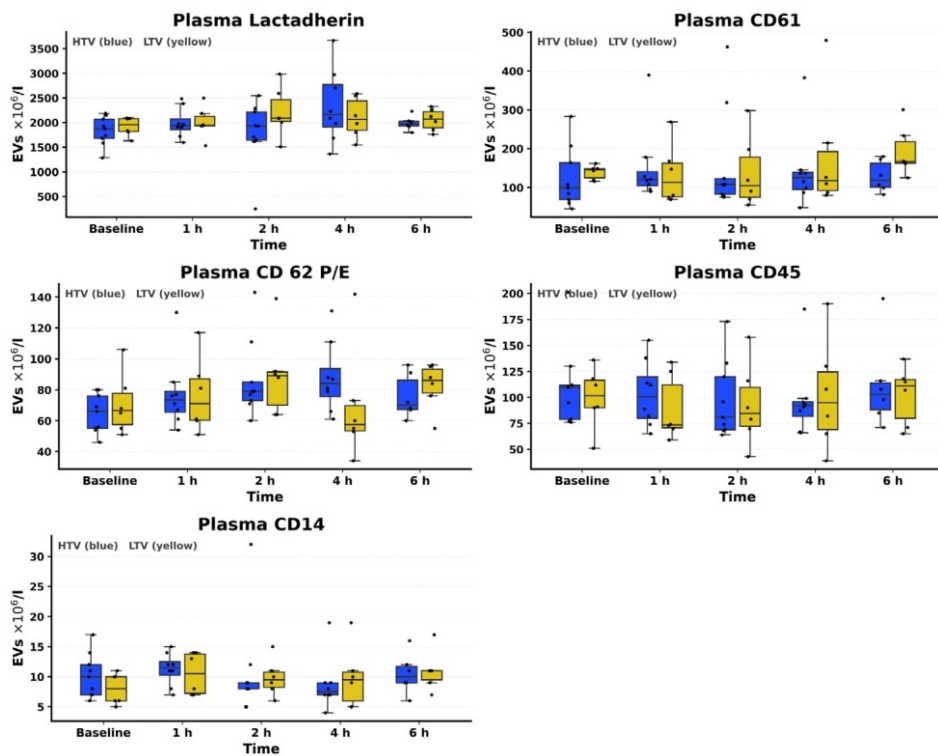 Plasma Lactadherin
HTV (blue) LTV (yellow)
EVs ×10⁶/l
3500
3000
2500
2000
1500
1000
500
Baseline 1 h 2 h 4 h 6 h
Time
Plasma CD61
HTV (blue) LTV (yellow)
EVs ×10⁶/l
500
400
300
200
100
Baseline 1 h 2 h 4 h 6 h
Time
Plasma CD 62 P/E
HTV (blue) LTV (yellow)
EVs ×10⁶/l
140
120
100
80
60
40
Baseline 1 h 2 h 4 h 6 h
Time
Plasma CD45
HTV (blue) LTV (yellow)
EVs ×10⁶/l
200
175
150
125
100
75
50
Baseline 1 h 2 h 4 h 6 h
Time
Plasma CD14
HTV (blue) LTV (yellow)
EVs ×10⁶/l
30
25
20
15
10
5
Baseline 1 h 2 h 4 h 6 h
Time